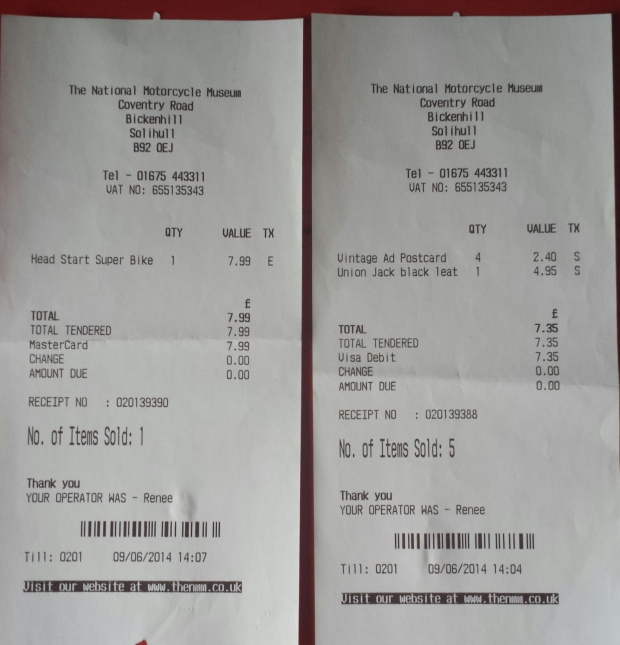 The National Motorcycle Museum
Coventry Road
Bickenhill
Solihull
B92 0EJ
Tel - 01675 443311
VAT NO: 655135343
QTY VALUE TX
Head Start Super Bike 1 7.99 E
£
TOTAL 7.99
TOTAL TENDERED 7.99
MasterCard 7.99
CHANGE 0.00
AMOUNT DUE 0.00
RECEIPT NO : 020139390
No. of Items Sold: 1
Thank you
YOUR OPERATOR WAS - Renee
Till: 0201 09/06/2014 14:07
Visit our website at www.thenmm.co.uk
The National Motorcycle Museum
Coventry Road
Bickenhill
Solihull
B92 0EJ
Tel - 01675 443311
VAT NO: 655135343
QTY VALUE TX
Vintage Ad Postcard 4 2.40 S
Union Jack black leat 1 4.95 S
£
TOTAL 7.35
TOTAL TENDERED 7.35
Visa Debit 7.35
CHANGE 0.00
AMOUNT DUE 0.00
RECEIPT NO : 020139388
No. of Items Sold: 5
Thank you
YOUR OPERATOR WAS - Renee
Till: 0201 09/06/2014 14:04
Visit our website at www.thenmm.co.uk